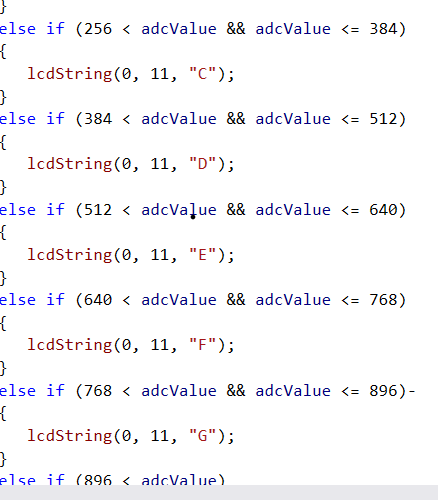 }
else if (256 < adcValue && adcValue <= 384)
{
lcdString(0, 11, "C");
}
else if (384 < adcValue && adcValue <= 512)
{
lcdString(0, 11, "D");
}
else if (512 < adcValue && adcValue <= 640)
{
lcdString(0, 11, "E");
}
else if (640 < adcValue && adcValue <= 768)
{
lcdString(0, 11, "F");
}
else if (768 < adcValue && adcValue <= 896)-
{
lcdString(0, 11, "G");
}
else if (896 < adcValue)